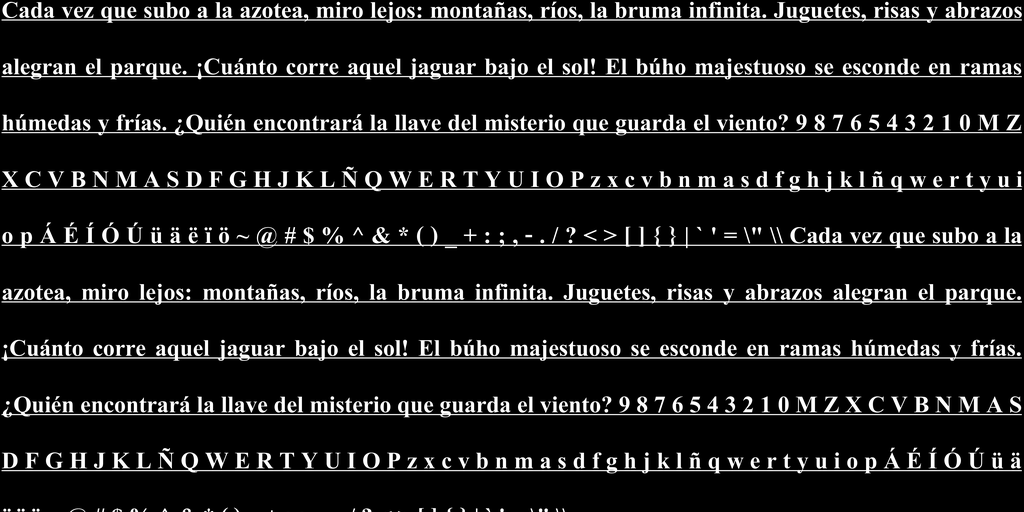 Cada vez que subo a la azotea, miro lejos: montañas, ríos, la bruma infinita. Juguetes, risas y abrazos
alegran el parque. ¡Cuánto corre aquel jaguar bajo el sol! El búho majestuoso se esconde en ramas
húmedas y frías. ¿Quién encontrará la llave del misterio que guarda el viento? 9 8 7 6 5 4 3 2 1 0 M Z
X C V B N M A S D F G H J K L Ñ Q W E R T Y U I O P z x c v b n m a s d f g h j k l ñ q w e r t y u i
o p Á É Í Ó Ú ü ä ë ï ö ~ @ # $ % ^ & * ( ) _ + : ; , - . / ? < > [ ] { } | ` ' = \" \\ Cada vez que subo a la
azotea, miro lejos: montañas, ríos, la bruma infinita. Juguetes, risas y abrazos alegran el parque.
¡Cuánto corre aquel jaguar bajo el sol! El búho majestuoso se esconde en ramas húmedas y frías.
¿Quién encontrará la llave del misterio que guarda el viento? 9 8 7 6 5 4 3 2 1 0 M Z X C V B N M A S
D F G H J K L Ñ Q W E R T Y U I O P z x c v b n m a s d f g h j k l ñ q w e r t y u i o p Á É Í Ó Ú ü ä